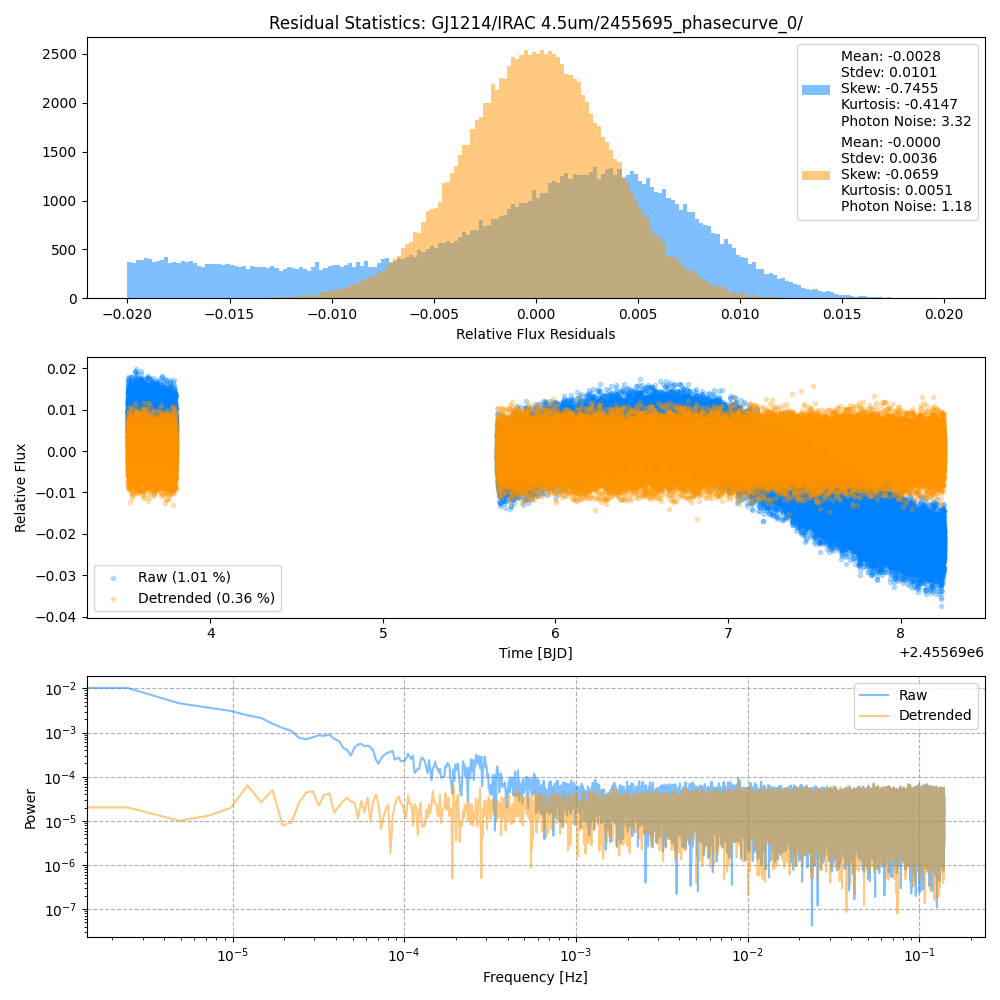 Residual Statistics: GJ1214/IRAC 4.5um/2455695_phasecurve_0/
2500
2000
1500
1000
500
0
Mean: -0.0028
Stdev: 0.0101
Skew: -0.7455
Kurtosis: -0.4147
Photon Noise: 3.32
Mean: -0.0000
Stdev: 0.0036
Skew: -0.0659
Kurtosis: 0.0051
Photon Noise: 1.18
−0.020 −0.015 −0.010 −0.005 0.000 0.005 0.010 0.015 0.020
Relative Flux Residuals
0.02
0.01
0.00
−0.01
−0.02
−0.03
−0.04
Relative Flux
Raw (1.01 %)
Detrended (0.36 %)
4 5 6 7 8
Time [BJD]
+2.45569e6
10⁻²
10⁻³
10⁻⁴
10⁻⁵
10⁻⁶
10⁻⁷
Power
Raw
Detrended
10⁻⁵ 10⁻⁴ 10⁻³ 10⁻² 10⁻¹
Frequency [Hz]